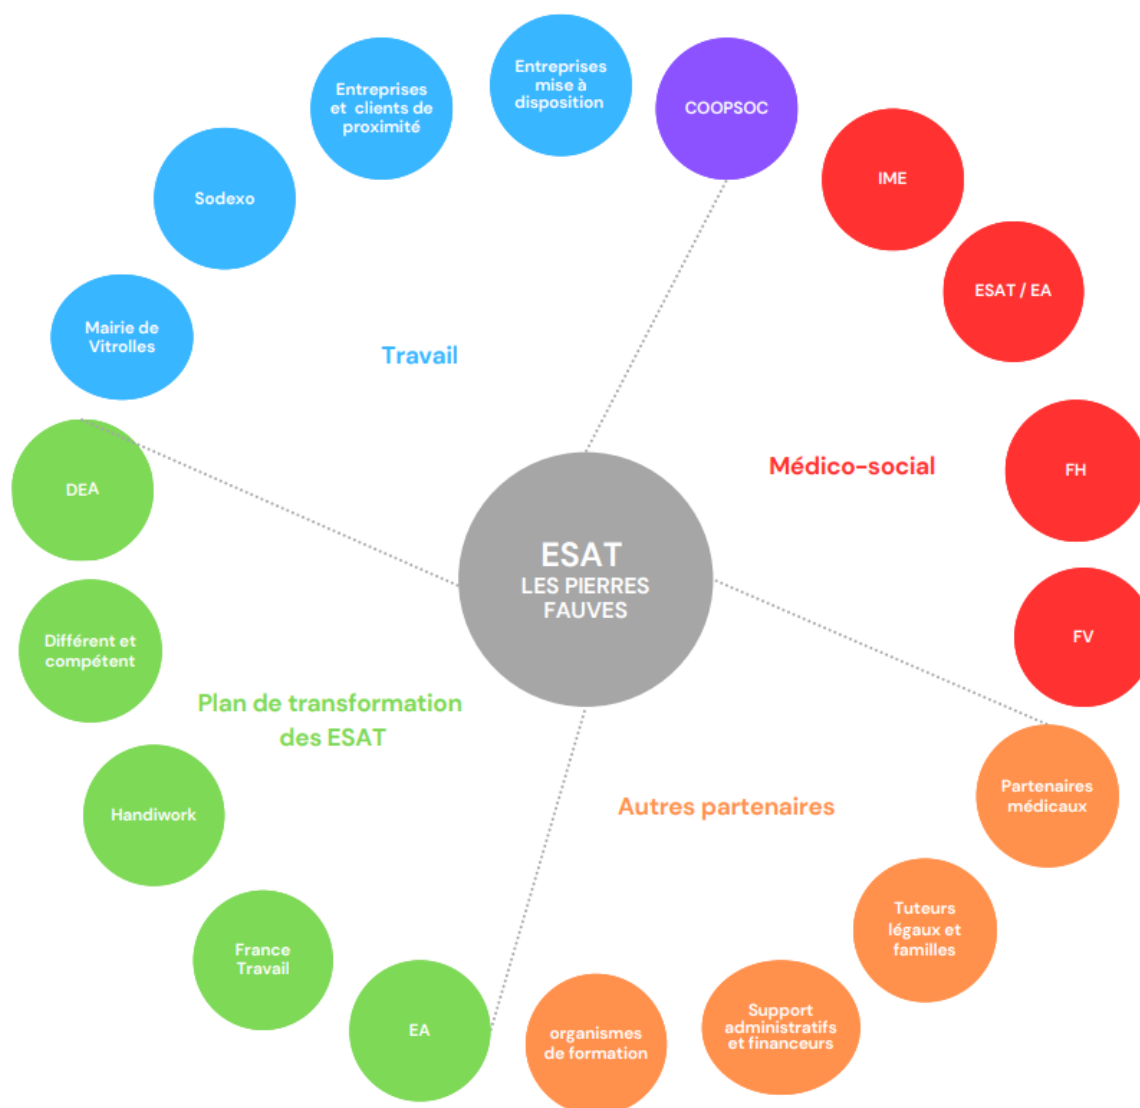 Entreprises
mise à
disposition
COOPSOC
Entreprises
et clients de
proximité
IME
Sodexo
ESAT / EA
Mairie de
Vitrolles
Travail
Médico-social
FH
DEA
ESAT
LES PIERRES
FAUVES
FV
Différent et
compétent
Plan de transformation
des ESAT
Autres partenaires
Partenaires
médicaux
Handiwork
Tuteurs
légaux et
familles
France
Travail
EA
organismes
de formation
Support
administratifs
et financeurs